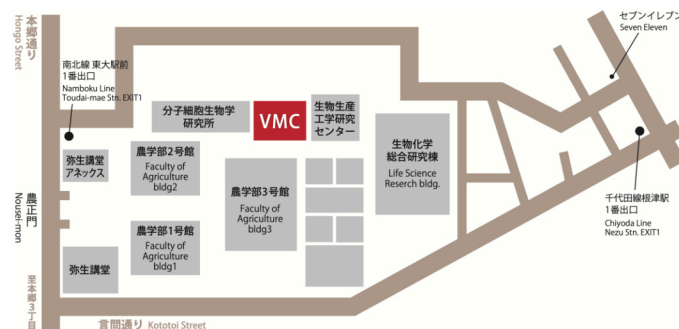 本郷通り
Hongo Street
南北線 東大駅前
1番出口
Namboku Line
Toudai-mae Stn. EXIT1
セブンイレブン
Seven Eleven
分子細胞生物学
研究所
VMC
生物生産
工学研究
センター
生物化学
総合研究棟
Life Science
Reserch bldg.
弥生講堂
アネックス
農学部2号館
Faculty of
Agriculture
bldg2
農学部3号館
Faculty of
Agriculture
bldg3
農正門
Nousei-mon
農学部1号館
Faculty of
Agriculture
bldg1
千代田線根津駅
1番出口
Chiyoda Line
Nezu Stn. EXIT1
弥生講堂
至本郷3丁目
言問通り Kototoi Street